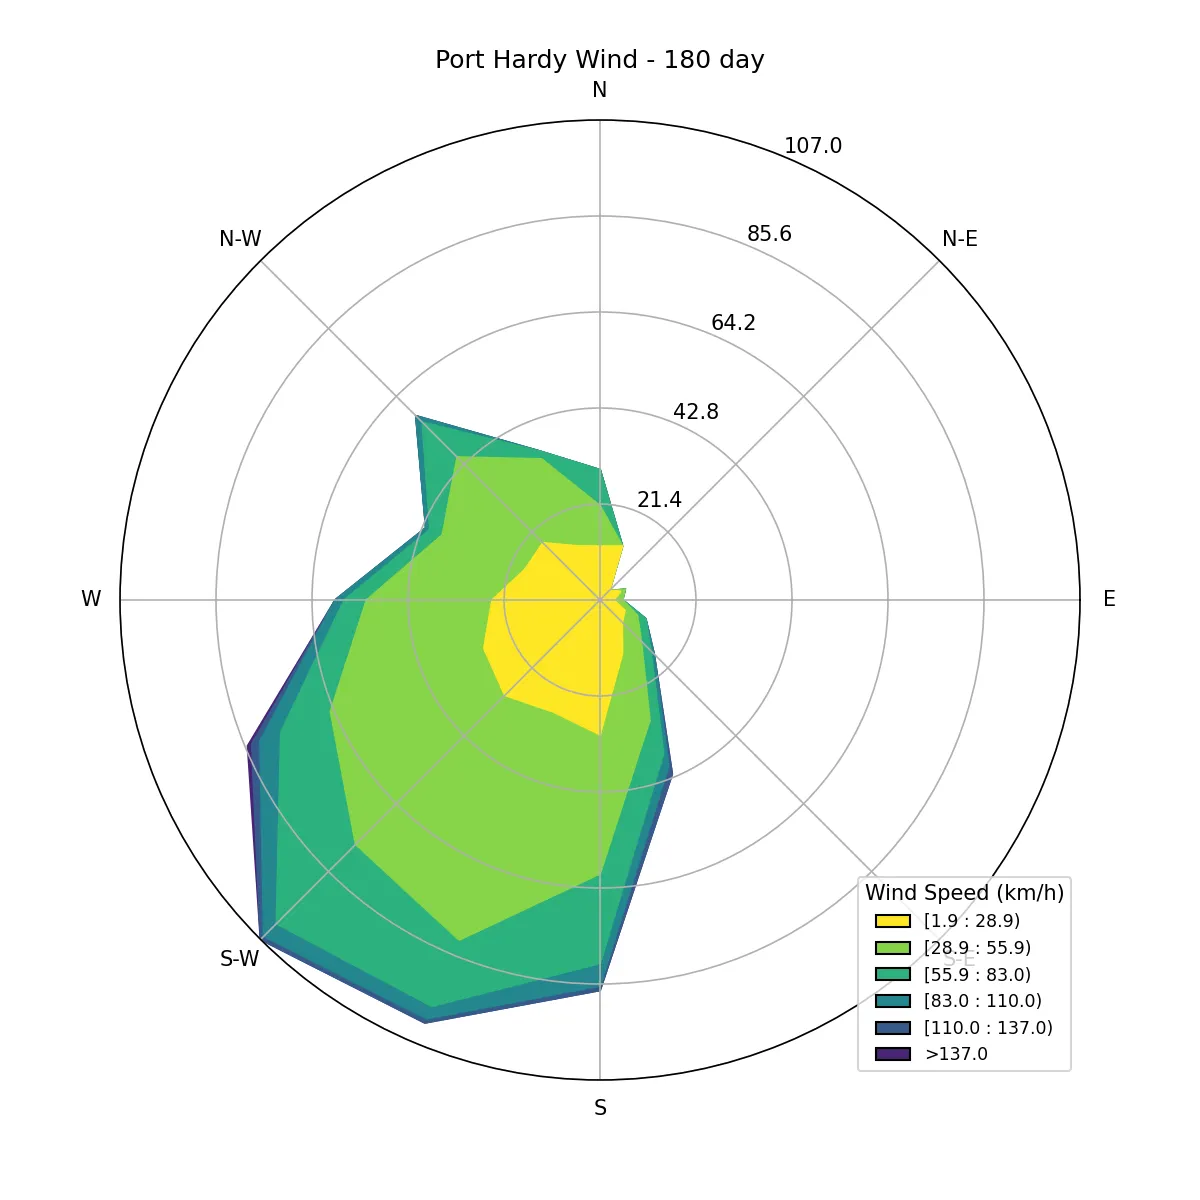 Port Hardy Wind - 180 day
N
107.0
N-W
85.6
N-E
64.2
42.8
21.4
W
E
S-W
S-E
S
Wind Speed (km/h)
[1.9 : 28.9)
[28.9 : 55.9)
[55.9 : 83.0)
[83.0 : 110.0)
[110.0 : 137.0)
>137.0